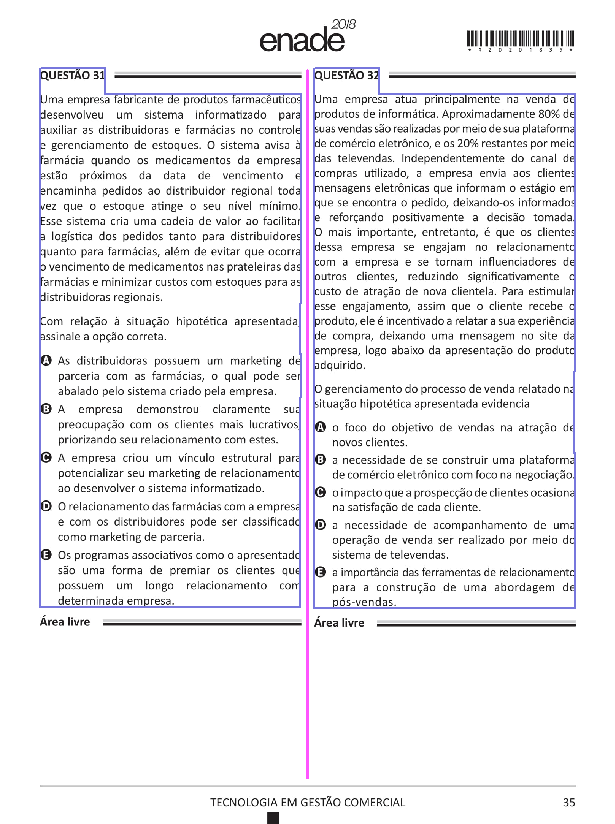 enade2018
*R20201835*
QUESTÃO 31
Uma empresa fabricante de produtos farmacêuticos
desenvolveu um sistema informatizado para
auxiliar as distribuidoras e farmácias no controle
e gerenciamento de estoques. O sistema avisa à
farmácia quando os medicamentos da empresa
estão próximos da data de vencimento e
encaminha pedidos ao distribuidor regional toda
vez que o estoque atinge o seu nível mínimo.
Esse sistema cria uma cadeia de valor ao facilitar
a logística dos pedidos tanto para distribuidores
quanto para farmácias, além de evitar que ocorra
o vencimento de medicamentos nas prateleiras das
farmácias e minimizar custos com estoques para as
distribuidoras regionais.
Com relação à situação hipotética apresentada,
assinale a opção correta.
A As distribuidoras possuem um marketing de
parceria com as farmácias, o qual pode ser
abalado pelo sistema criado pela empresa.
B A empresa demonstrou claramente sua
preocupação com os clientes mais lucrativos,
priorizando seu relacionamento com estes.
C A empresa criou um vínculo estrutural para
potencializar seu marketing de relacionamento
ao desenvolver o sistema informatizado.
D O relacionamento das farmácias com a empresa
e com os distribuidores pode ser classificado
como marketing de parceria.
E Os programas associativos como o apresentado
são uma forma de premiar os clientes que
possuem um longo relacionamento com
determinada empresa.
Área livre
QUESTÃO 32
Uma empresa atua principalmente na venda de
produtos de informática. Aproximadamente 80% de
suas vendas são realizadas por meio de sua plataforma
de comércio eletrônico, e os 20% restantes por meio
das televendas. Independentemente do canal de
compras utilizado, a empresa envia aos clientes
mensagens eletrônicas que informam o estágio em
que se encontra o pedido, deixando-os informados
e reforçando positivamente a decisão tomada.
O mais importante, entretanto, é que os clientes
dessa empresa se engajam no relacionamento
com a empresa e se tornam influenciadores de
outros clientes, reduzindo significativamente o
custo de atração de nova clientela. Para estimular
esse engajamento, assim que o cliente recebe o
produto, ele é incentivado a relatar a sua experiência
de compra, deixando uma mensagem no site da
empresa, logo abaixo da apresentação do produto
adquirido.
O gerenciamento do processo de venda relatado na
situação hipotética apresentada evidencia
A o foco do objetivo de vendas na atração de
novos clientes.
B a necessidade de se construir uma plataforma
de comércio eletrônico com foco na negociação.
C o impacto que a prospecção de clientes ocasiona
na satisfação de cada cliente.
D a necessidade de acompanhamento de uma
operação de venda ser realizado por meio do
sistema de televendas.
E a importância das ferramentas de relacionamento
para a construção de uma abordagem de
pós-vendas.
Área livre
TECNOLOGIA EM GESTÃO COMERCIAL
35